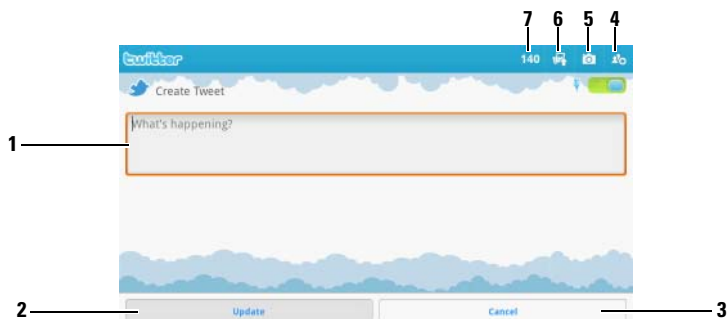 7 6 5 4
twitter 140
Create Tweet
What's happening?
1
2 Update Cancel 3